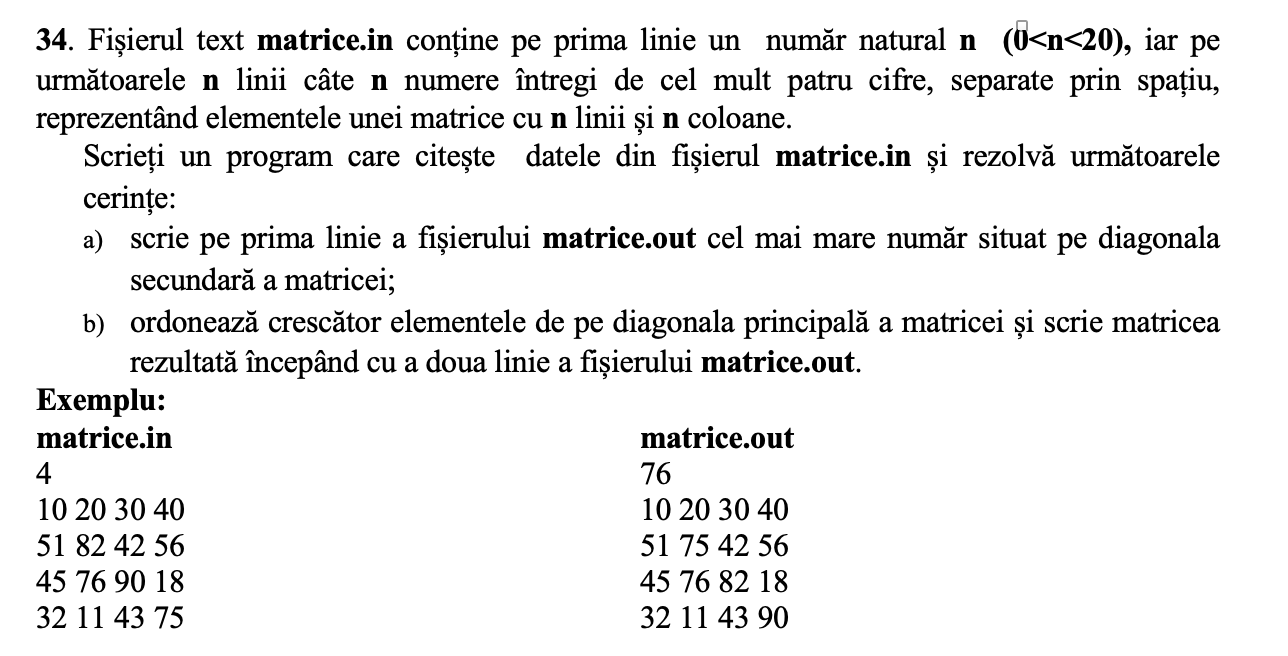 34. Fișierul text matrice.in conține pe prima linie un număr natural n (0<n<20), iar pe
următoarele n linii câte n numere întregi de cel mult patru cifre, separate prin spațiu,
reprezentând elementele unei matrice cu n linii și n coloane.
Scrieți un program care citește datele din fișierul matrice.in și rezolvă următoarele
cerințe:
a) scrie pe prima linie a fișierului matrice.out cel mai mare număr situat pe diagonala
secundară a matricei;
b) ordonează crescător elementele de pe diagonala principală a matricei și scrie matricea
rezultată începând cu a doua linie a fișierului matrice.out.
Exemplu:
matrice.in matrice.out
4 76
10 20 30 40 10 20 30 40
51 82 42 56 51 75 42 56
45 76 90 18 45 76 82 18
32 11 43 75 32 11 43 90